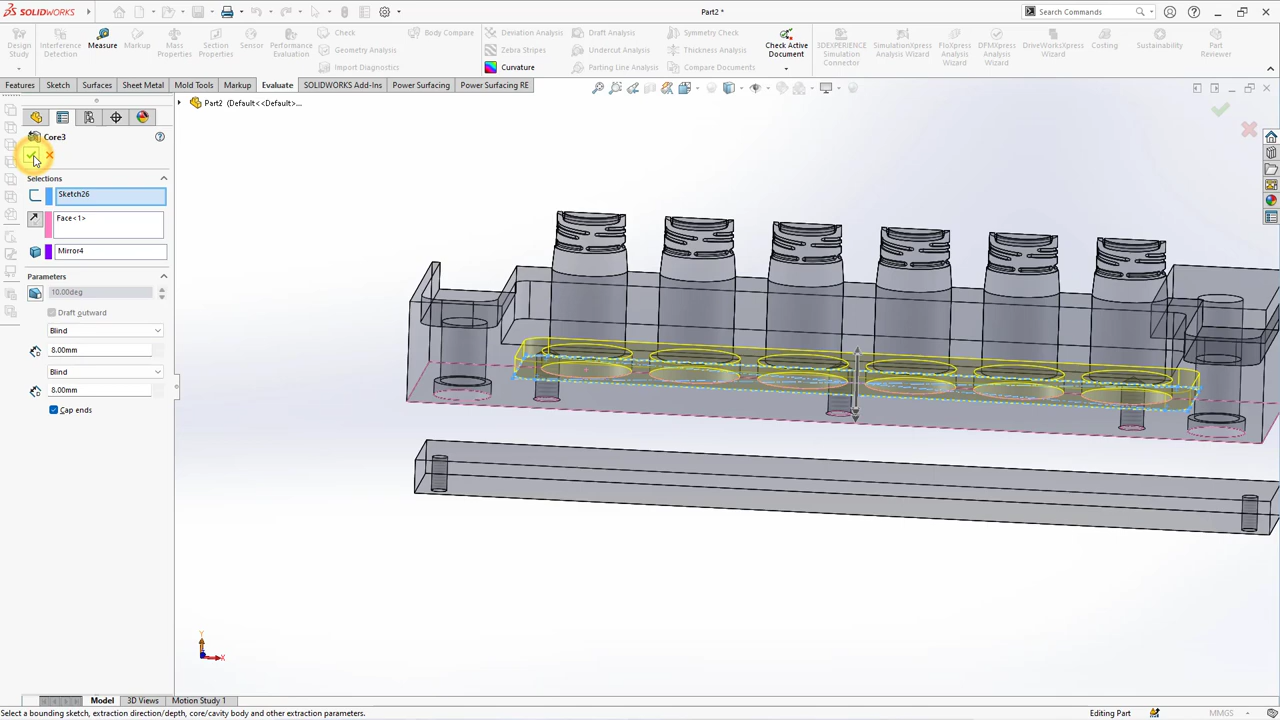 SOLIDWORKS
Part2 *
Search Commands
Design Study
Interference Detection
Measure
Markup
Mass Properties
Section Properties
Sensor
Performance Evaluation
Check
Geometry Analysis
Import Diagnostics
Body Compare
Deviation Analysis
Zebra Stripes
Curvature
Draft Analysis
Undercut Analysis
Parting Line Analysis
Symmetry Check
Thickness Analysis
Compare Documents
Check Active Document
3DEXPERIENCE Simulation Connector
SimulationXpress Analysis Wizard
FloXpress Analysis Wizard
DFMXpress Analysis Wizard
DriveWorksXpress Wizard
Costing
Sustainability
Part Reviewer
Features
Sketch
Surfaces
Sheet Metal
Mold Tools
Markup
Evaluate
SOLIDWORKS Add-Ins
Power Surfacing
Power Surfacing RE
Part2 (Default<<Default>...
Core3
Selections
Sketch26
Face<1>
Mirror4
Parameters
10.00deg
Draft outward
Blind
8.00mm
Blind
8.00mm
Cap ends
Y
X
Model
3D Views
Motion Study 1
Select a bounding sketch, extraction direction/depth, core/cavity body and other extraction parameters.
Editing Part
MMGS